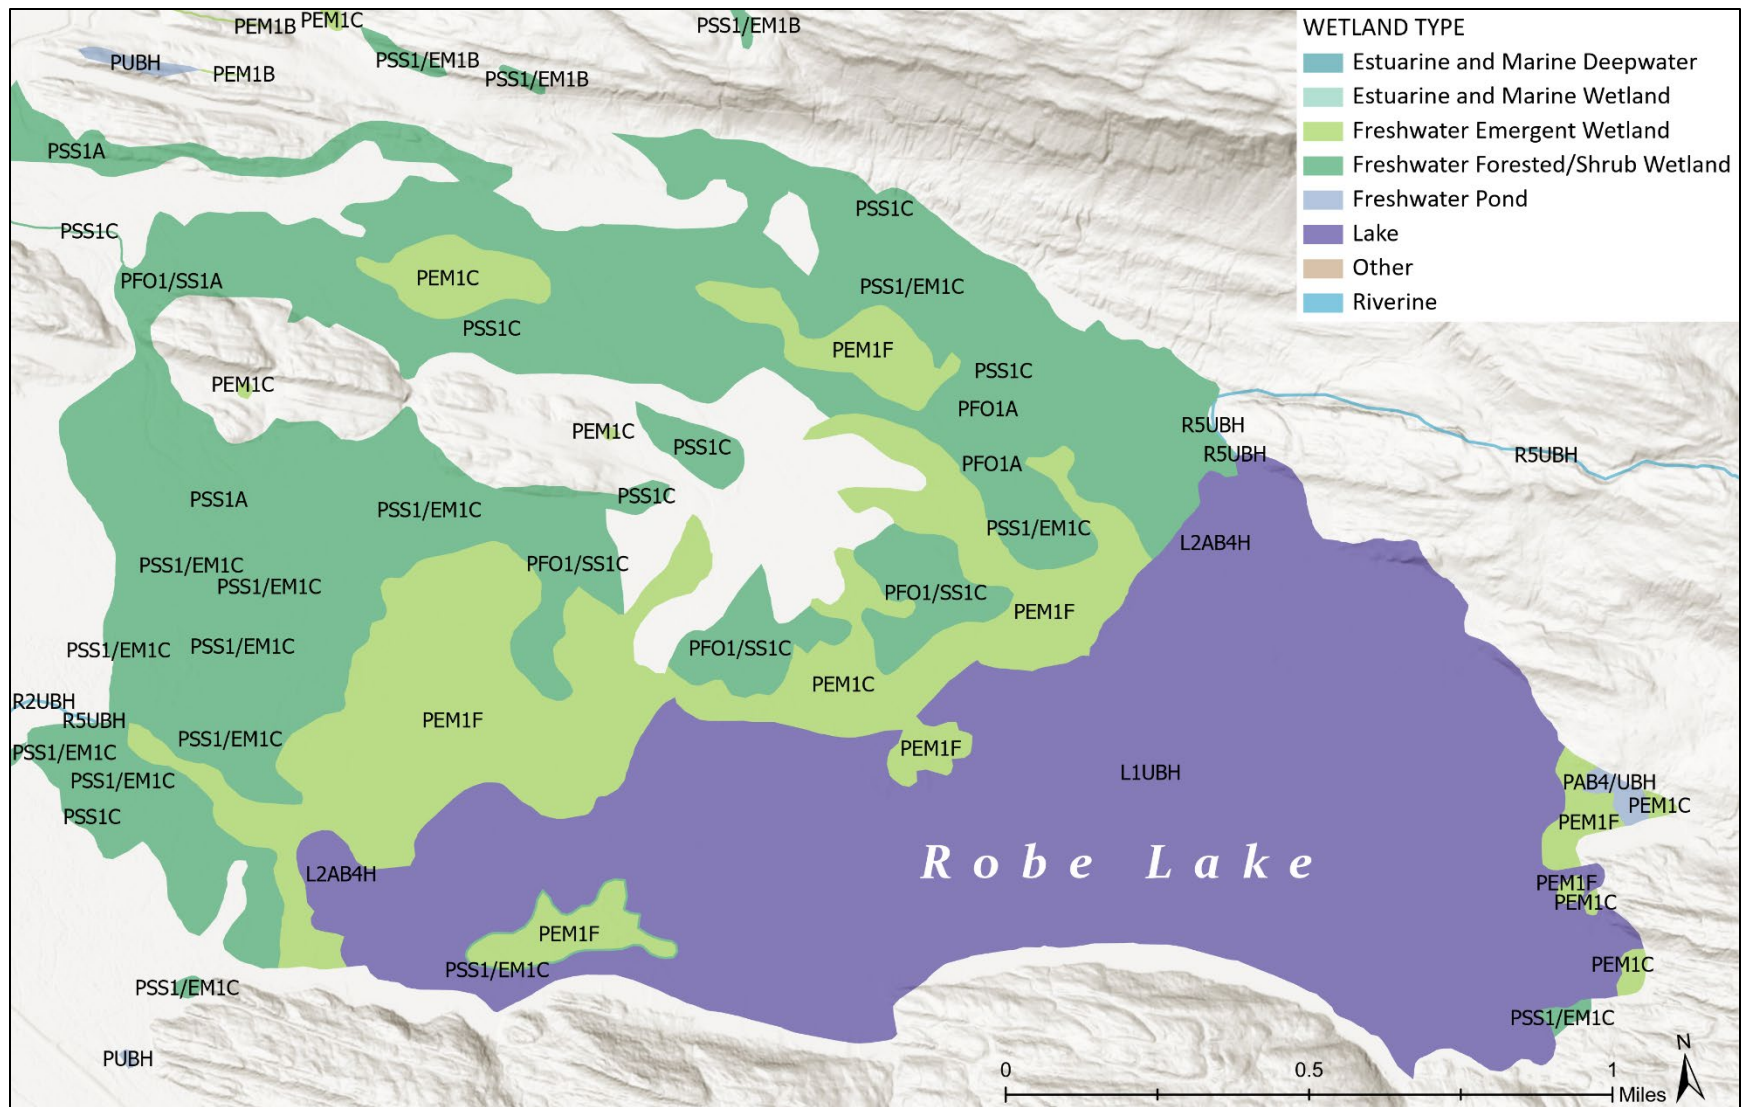 WETLAND TYPE
Estuarine and Marine Deepwater
Estuarine and Marine Wetland
Freshwater Emergent Wetland
Freshwater Forested/Shrub Wetland
Freshwater Pond
Lake
Other
Riverine
PEM1B
PEM1C
PSS1/EM1B
PUBH
PEM1B
PSS1/EM1B
PSS1/EM1B
PSS1A
PSS1C
PSS1C
PFO1/SS1A
PEM1C
PSS1/EM1C
PSS1C
PEM1F
PSS1C
PEM1C
PFO1A
R5UBH
PEM1C
PSS1C
R5UBH
R5UBH
PFO1A
PSS1A
PSS1C
PSS1/EM1C
PSS1/EM1C
L2AB4H
PSS1/EM1C
PFO1/SS1C
PSS1/EM1C
PFO1/SS1C
PEM1F
PSS1/EM1C
PSS1/EM1C
PFO1/SS1C
PEM1C
R2UBH
R5UBH
PEM1F
PSS1/EM1C
PSS1/EM1C
PEM1F
PSS1/EM1C
L1UBH
PAB4/UBH
PEM1C
PSS1C
PEM1F
Robe Lake
L2AB4H
PEM1F
PEM1C
PEM1F
PSS1/EM1C
PEM1C
PSS1/EM1C
PSS1/EM1C
PUBH
N
0 0.5 1
Miles